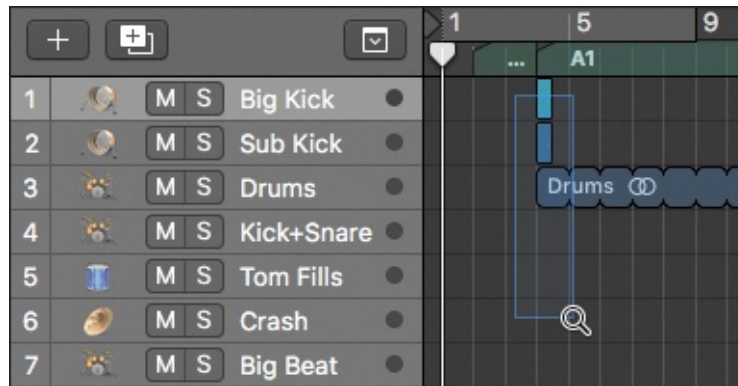 1 5 9
... A1
1 M S Big Kick
2 M S Sub Kick
3 M S Drums Drums
4 M S Kick+Snare
5 M S Tom Fills
6 M S Crash
7 M S Big Beat